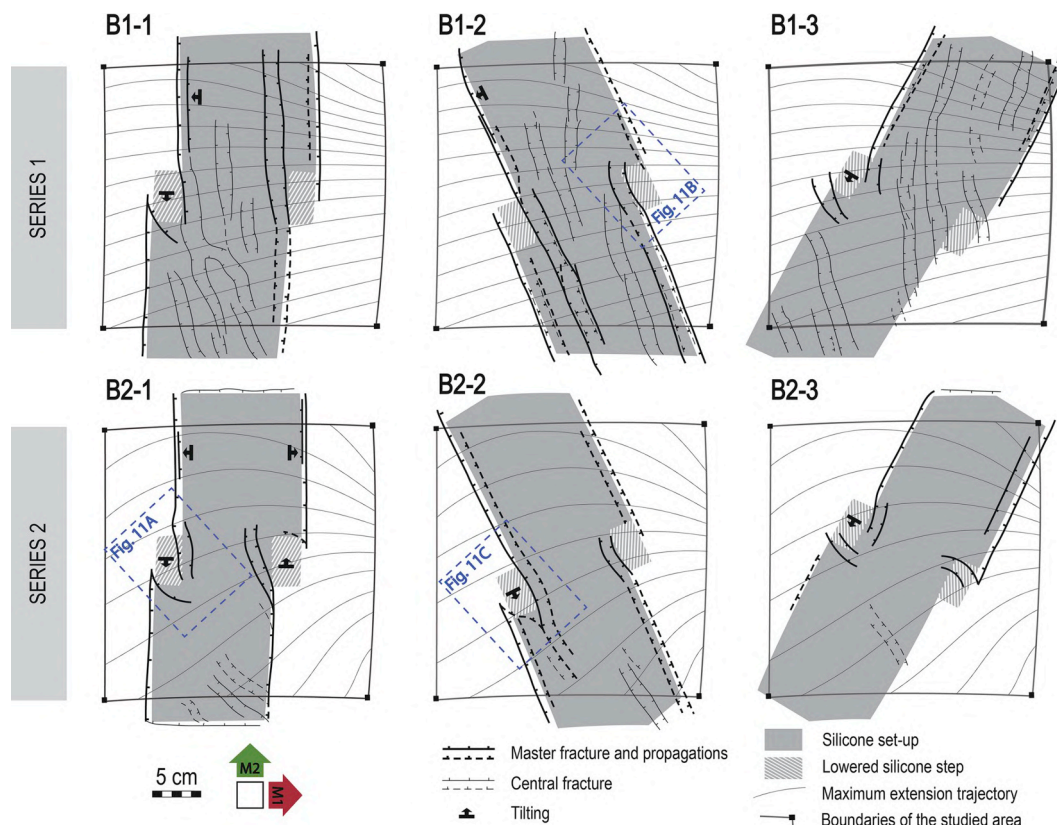 B1-1
B1-2
B1-3
SERIES 1
Fig. 11B
B2-1
B2-2
B2-3
SERIES 2
Fig. 11A
Fig. 11C
5 cm
M2
M1
Master fracture and propagations
Central fracture
Tilting
Silicone set-up
Lowered silicone step
Maximum extension trajectory
Boundaries of the studied area